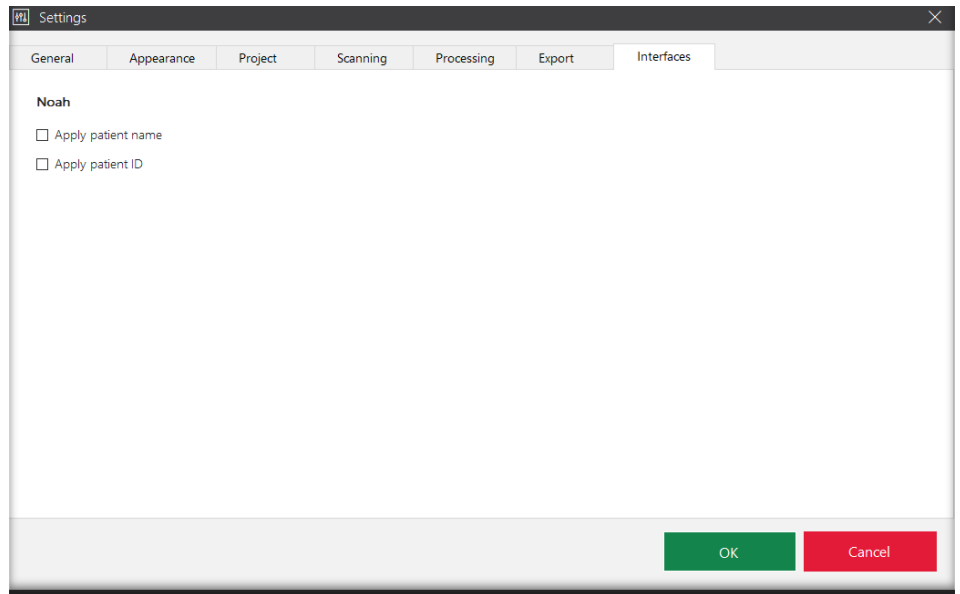 Settings
General Appearance Project Scanning Processing Export Interfaces
Noah
Apply patient name
Apply patient ID
OK Cancel